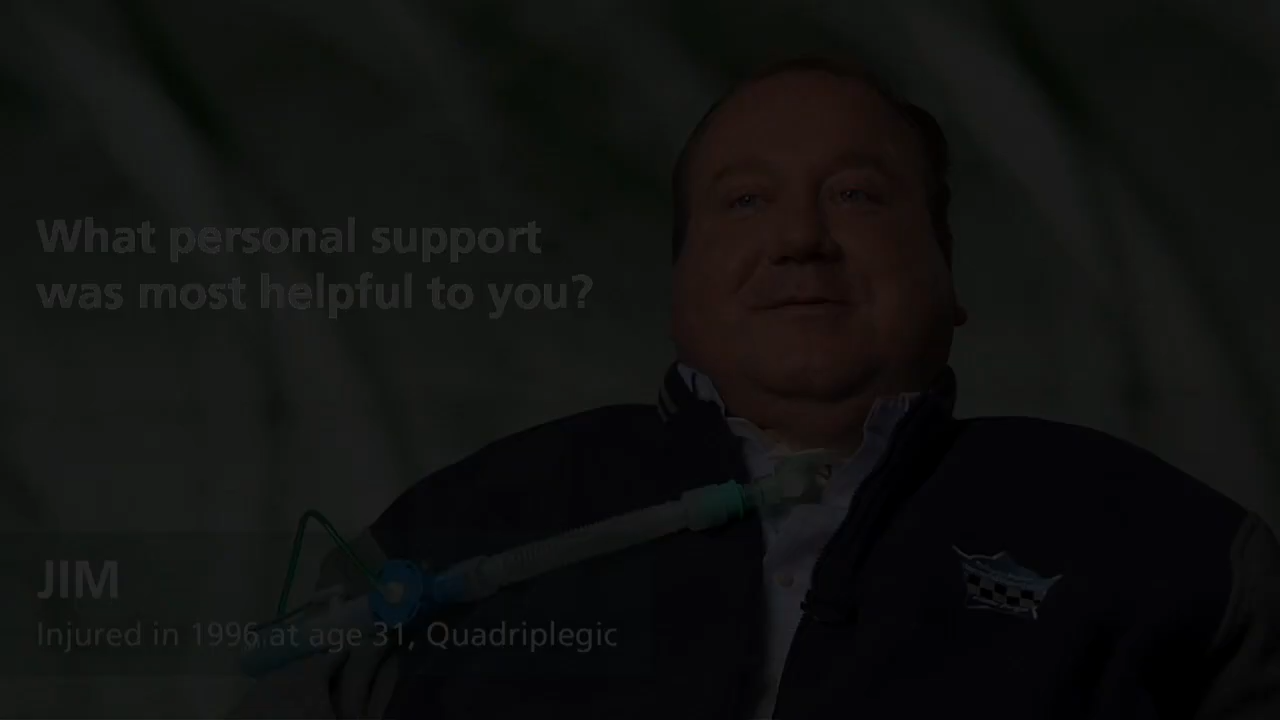 What personal support
was most helpful to you?
JIM
Injured in 1996 at age 31, Quadriplegic